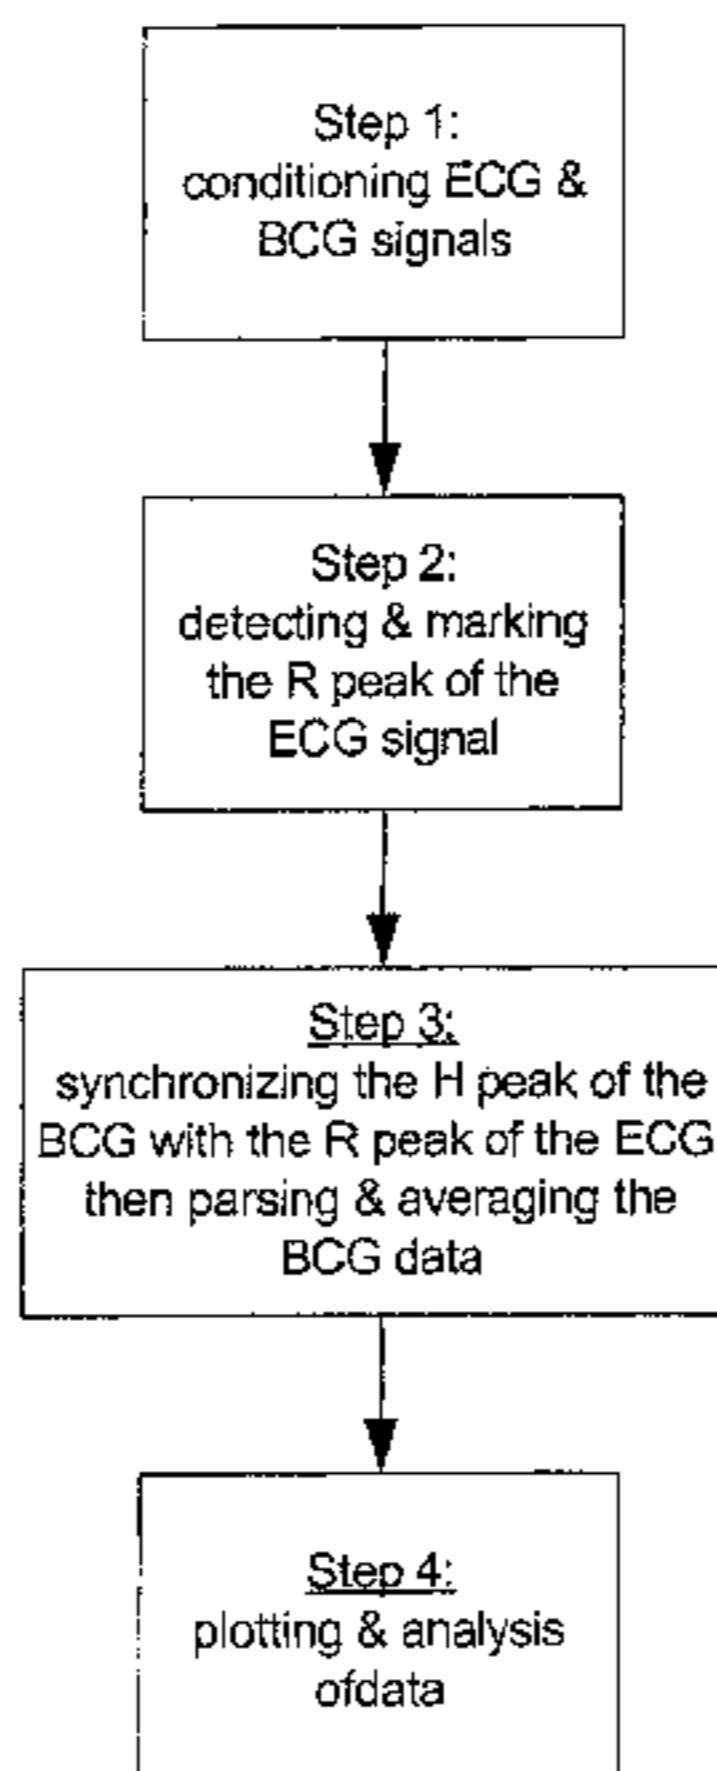 Step 1:
conditioning ECG &
BCG signals
Step 2:
detecting & marking
the R peak of the
ECG signal
Step 3:
synchronizing the H peak of the
BCG with the R peak of the ECG
then parsing & averaging the
BCG data
Step 4:
plotting & analysis
ofdata